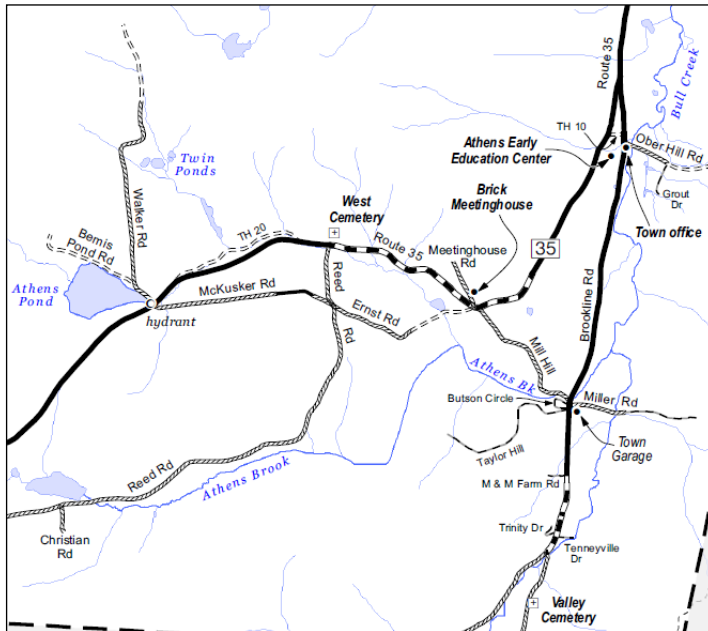 Route 35
Bull Creek
TH 10
Ober Hill Rd
Athens Early
Education Center
Grout
Dr
Twin
Ponds
Walker Rd
West
Cemetery
Brick
Meetinghouse
Town office
TH 20
Route 35
Meetinghouse
Rd
35
Bemis
Pond Rd
Reed
Athens
Pond
McKusker Rd
Ernst Rd
Brookline Rd
hydrant
Rd
Mill Hill
Athens Bk
Butson Circle
Miller Rd
Taylor Hill
Town
Garage
Reed Rd
Athens Brook
M & M Farm Rd
Trinity Dr
Christian
Rd
Tenneyville
Dr
Valley
Cemetery